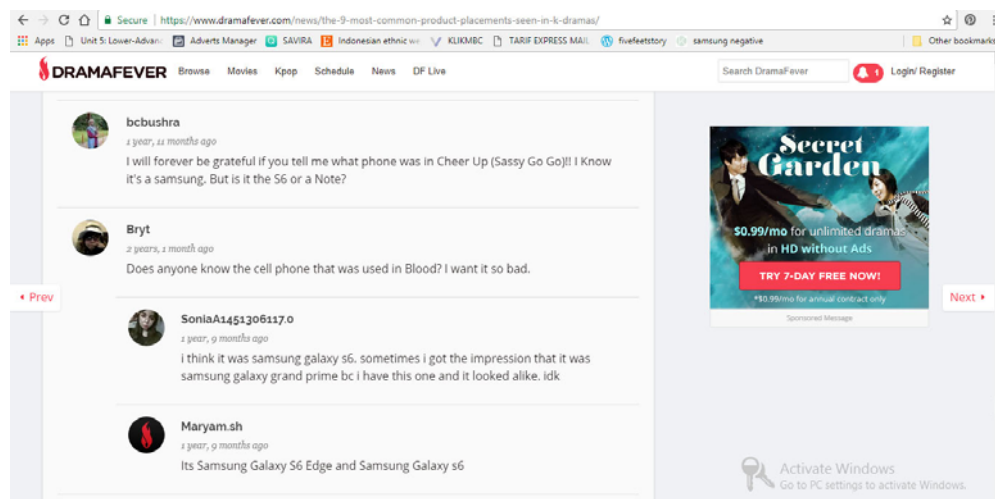 Secure | https://www.dramafever.com/news/the-9-most-common-product-placements-seen-in-k-dramas/
Apps Unit 5: Lower-Advanc Adverts Manager SAVIRA Indonesian ethnic we KLIKMBC TARIF EXPRESS MAIL fivefeetstory samsung negative Other bookmarks
DRAMAFEVER Browse Movies Kpop Schedule News DF Live Search DramaFever 1 Login/ Register
bcbushra
1 year, 11 months ago
I will forever be grateful if you tell me what phone was in Cheer Up (Sassy Go Go)!! I Know
it's a samsung. But is it the S6 or a Note?
Bryt
2 years, 1 month ago
Does anyone know the cell phone that was used in Blood? I want it so bad.
Prev
SoniaA1451306117.0
1 year, 9 months ago
i think it was samsung galaxy s6. sometimes i got the impression that it was
samsung galaxy grand prime bc i have this one and it looked alike. idk
Maryam.sh
1 year, 9 months ago
Its Samsung Galaxy S6 Edge and Samsung Galaxy s6
Secret
Garden
$0.99/mo for unlimited dramas
in HD without Ads
TRY 7-DAY FREE NOW!
*$0.99/mo for annual contract only
Sponsored Message
Next
Activate Windows
Go to PC settings to activate Windows.